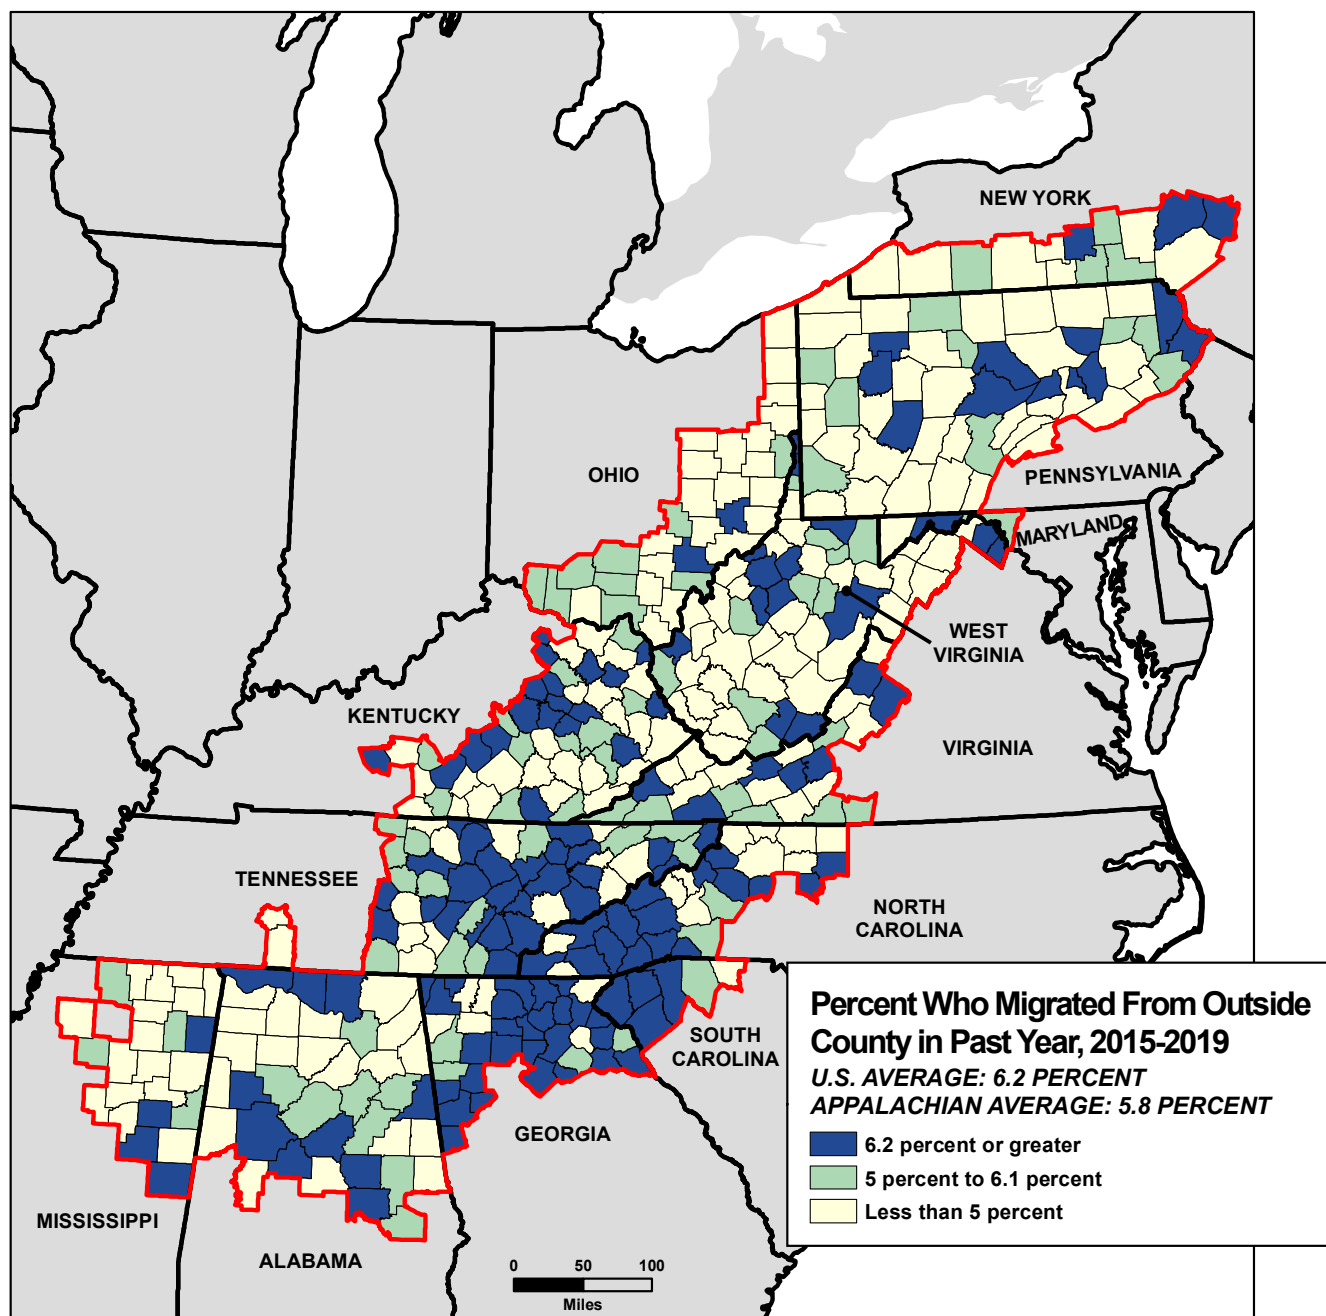 NEW YORK
OHIO
PENNSYLVANIA
MARYLAND
WEST
VIRGINIA
KENTUCKY
VIRGINIA
TENNESSEE
NORTH
CAROLINA
SOUTH
CAROLINA
GEORGIA
MISSISSIPPI
ALABAMA
Percent Who Migrated From Outside
County in Past Year, 2015-2019
U.S. AVERAGE: 6.2 PERCENT
APPALACHIAN AVERAGE: 5.8 PERCENT
6.2 percent or greater
5 percent to 6.1 percent
Less than 5 percent
0 50 100
Miles